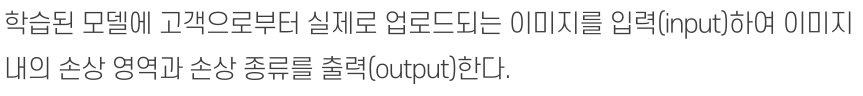 학습된 모델에 고객으로부터 실제로 업로드되는 이미지를 입력(input)하여 이미지
내의 손상 영역과 손상 종류를 출력(output)한다.